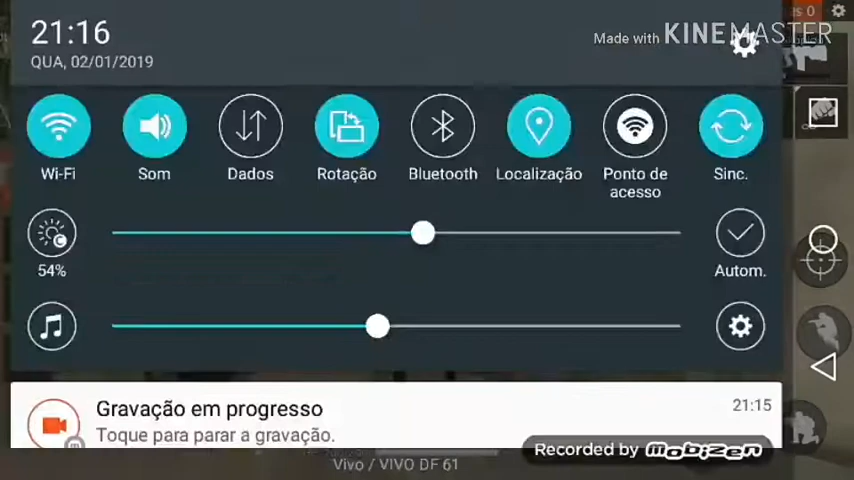 21:16
QUA, 02/01/2019
Made with KINEMASTER
Wi-Fi
Som
Dados
Rotação
Bluetooth
Localização
Ponto de
acesso
Sinc.
54%
Autom.
Gravação em progresso
21:15
Toque para parar a gravação.
Recorded by mobizen
Vivo / VIVO DF 61